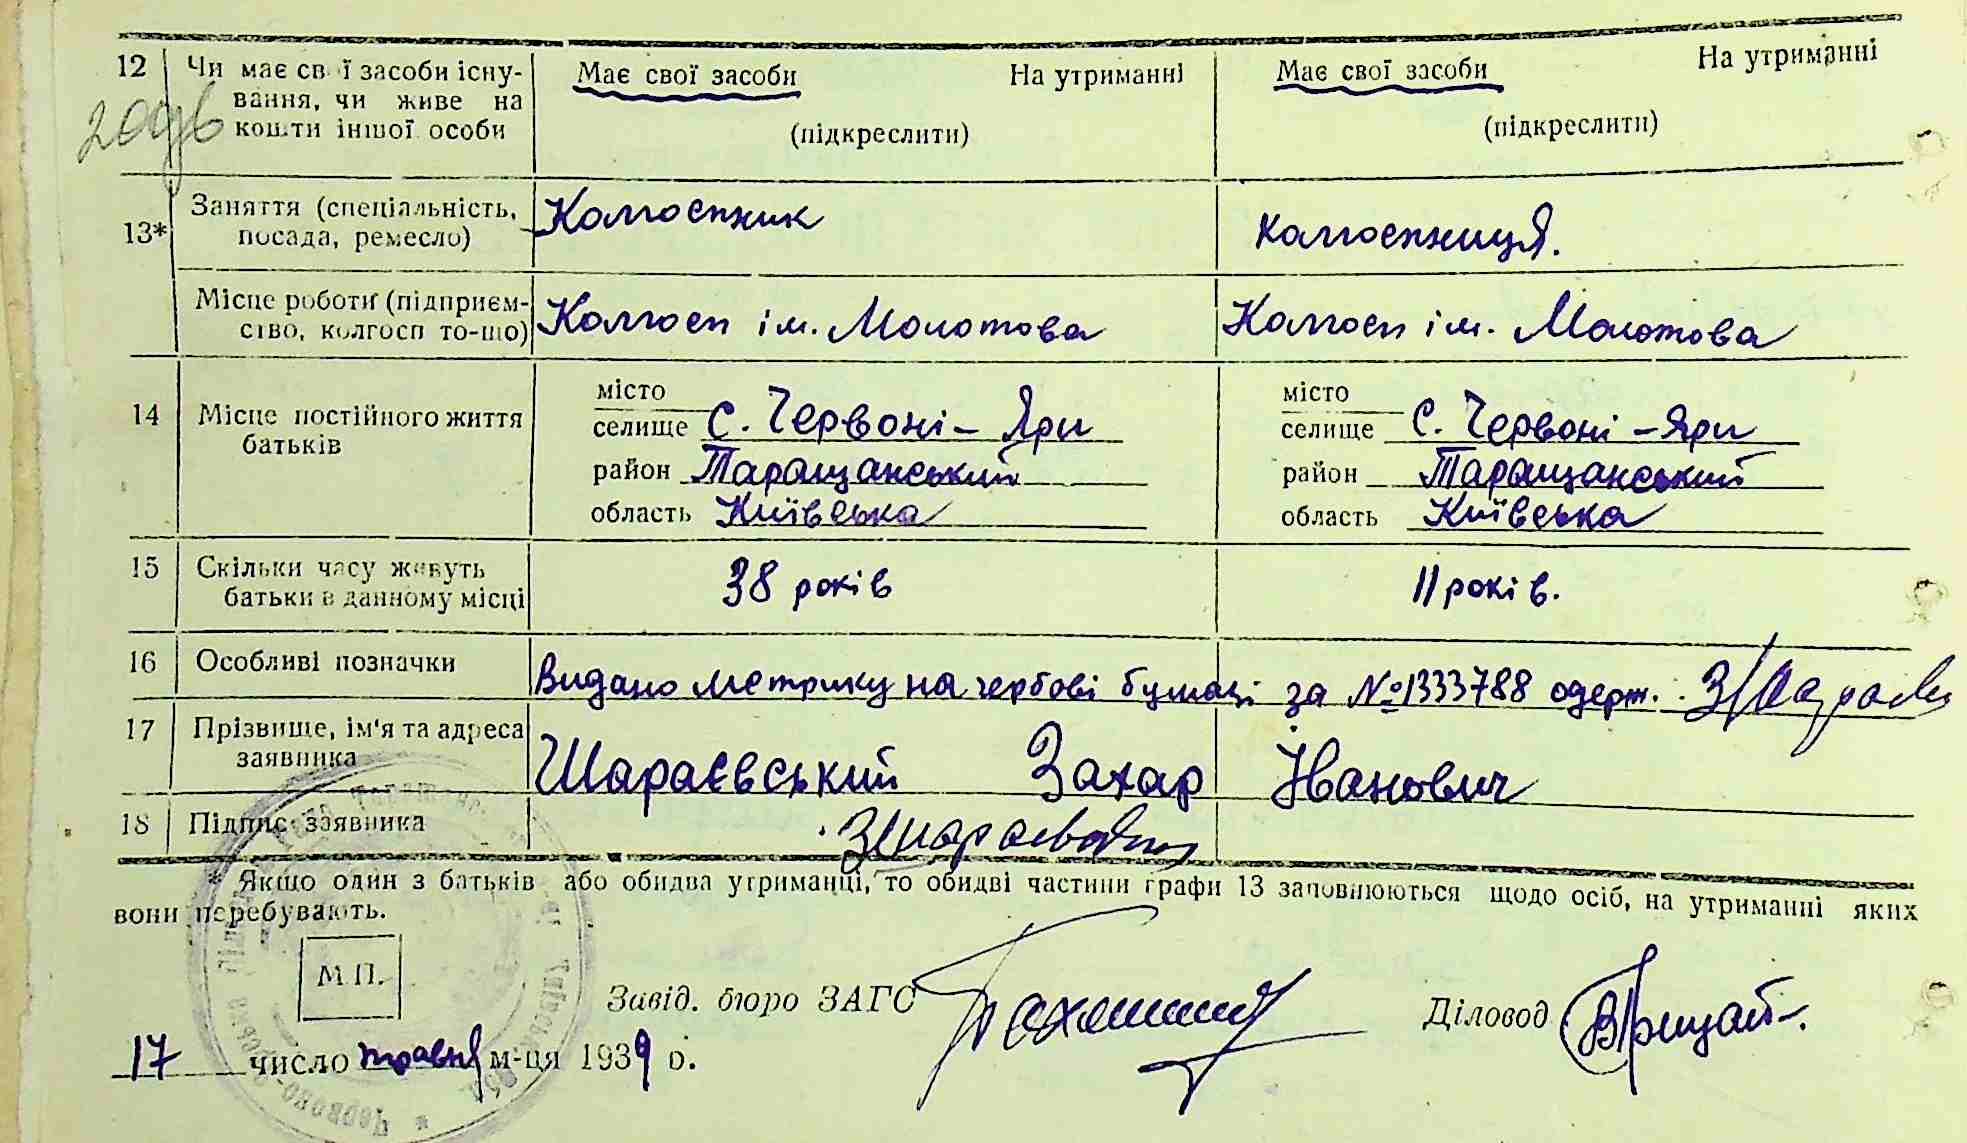 12 Чи має св ї засоби існу- Має свої засоби На утриманні Має свої засоби На утриманні
вання, чи живе на
кошти іншої особи (підкреслити) (підкреслити)
Заняття (спеціальність, Колгоспник колгоспниця.
13* посада, ремесло)
Місце роботи (підприєм- Колгосп ім. Молотова Колгосп ім. Молотова
ство, колгосп то-що)
місто місто
14 Місце постійного життя селище с. Червоні-Яри селище с. Червоні-Яри
батьків
район Таращанський район Таращанський
область Київська область Київська
15 Скільки часу живуть 38 років 11 років.
батьки в данному місці
16 Особливі позначки Видано метрику на чербові бумазі за №1333788 одерж.
17 Прізвище, ім'я та адреса Шараєвський Захар Іванович
заявника
18 Підпис заявника
* Якщо один з батьків або обидва утриманці, то обидві частини графи 13 заповнюються щодо осіб, на утриманні яких
вони перебувають.
М.П.
Завід. бюро ЗАГС Діловод
17 число травня м-ця 1939 р.